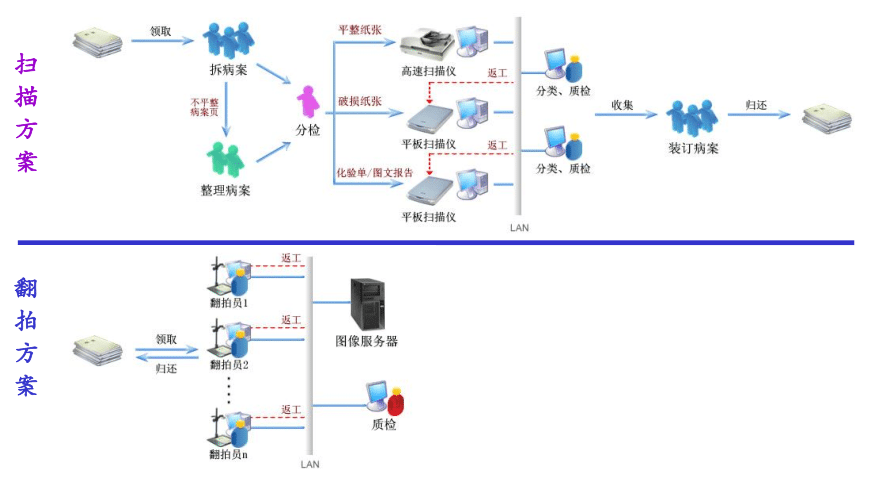 扫描方案
领取
拆病案
不平整
病案页
整理病案
分检
平整纸张
高速扫描仪
返工
破损纸张
平板扫描仪
返工
化验单/图文报告
平板扫描仪
LAN
分类、质检
分类、质检
收集
装订病案
归还
翻拍方案
领取
归还
返工
翻拍员1
返工
翻拍员2
返工
翻拍员n
LAN
图像服务器
质检